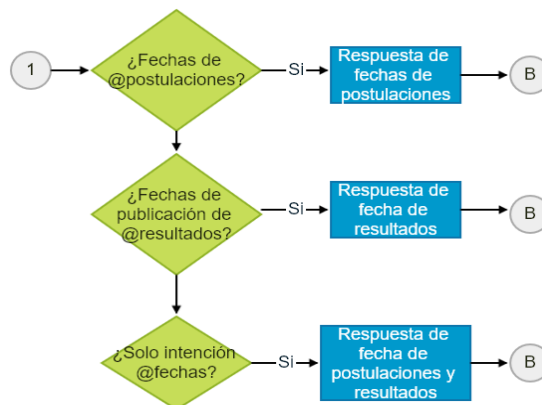 1
¿Fechas de
@postulaciones?
Si
Respuesta de
fechas de
postulaciones
B
¿Fechas de
publicación de
@resultados?
Si
Respuesta de
fecha de
resultados
B
¿Solo intención
@fechas?
Si
Respuesta de
fecha de
postulaciones y
resultados
B